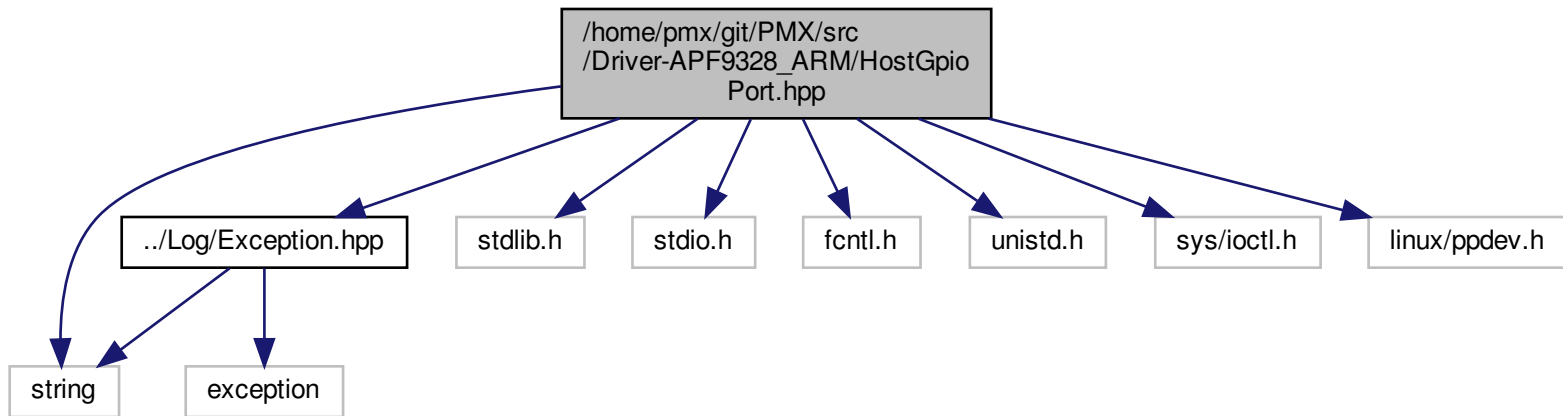 /home/pmx/git/PMX/src
/Driver-APF9328_ARM/HostGpio
Port.hpp
../Log/Exception.hpp
stdlib.h
stdio.h
fcntl.h
unistd.h
sys/ioctl.h
linux/ppdev.h
string
exception